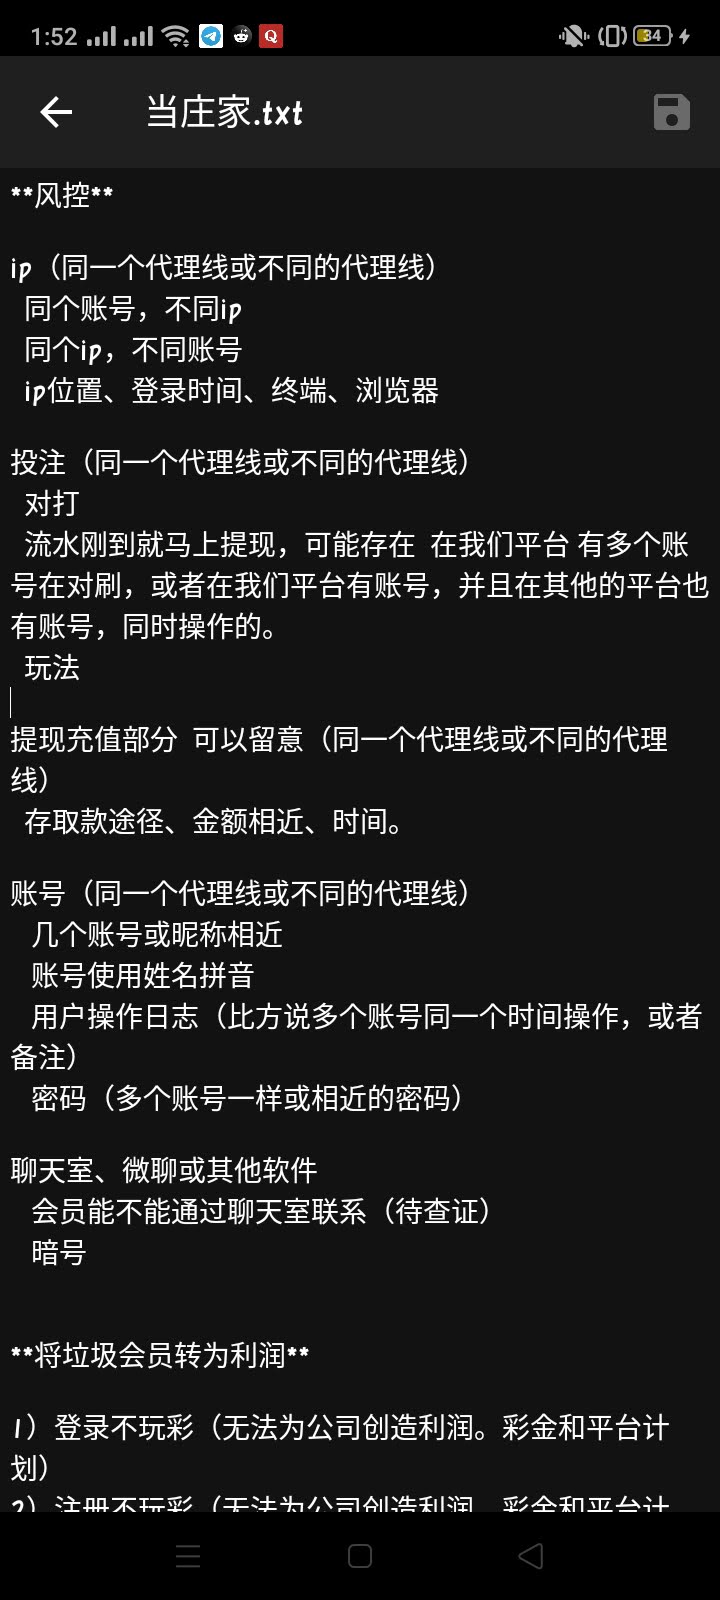 1:52
34
当庄家.txt
**风控**
ip（同一个代理线或不同的代理线）
同个账号，不同ip
同个ip，不同账号
ip位置、登录时间、终端、浏览器
投注（同一个代理线或不同的代理线）
对打
流水刚到就马上提现，可能存在  在我们平台 有多个账
号在对刷，或者在我们平台有账号，并且在其他的平台也
有账号，同时操作的。
玩法
提现充值部分  可以留意（同一个代理线或不同的代理
线）
存取款途径、金额相近、时间。
账号（同一个代理线或不同的代理线）
几个账号或昵称相近
账号使用姓名拼音
用户操作日志（比方说多个账号同一个时间操作，或者
备注）
密码（多个账号一样或相近的密码）
聊天室、微聊或其他软件
会员能不能通过聊天室联系（待查证）
暗号
**将垃圾会员转为利润**
1）登录不玩彩（无法为公司创造利润。彩金和平台计
划）
2）注册不玩彩（无法为公司创造利润。彩金和平台计